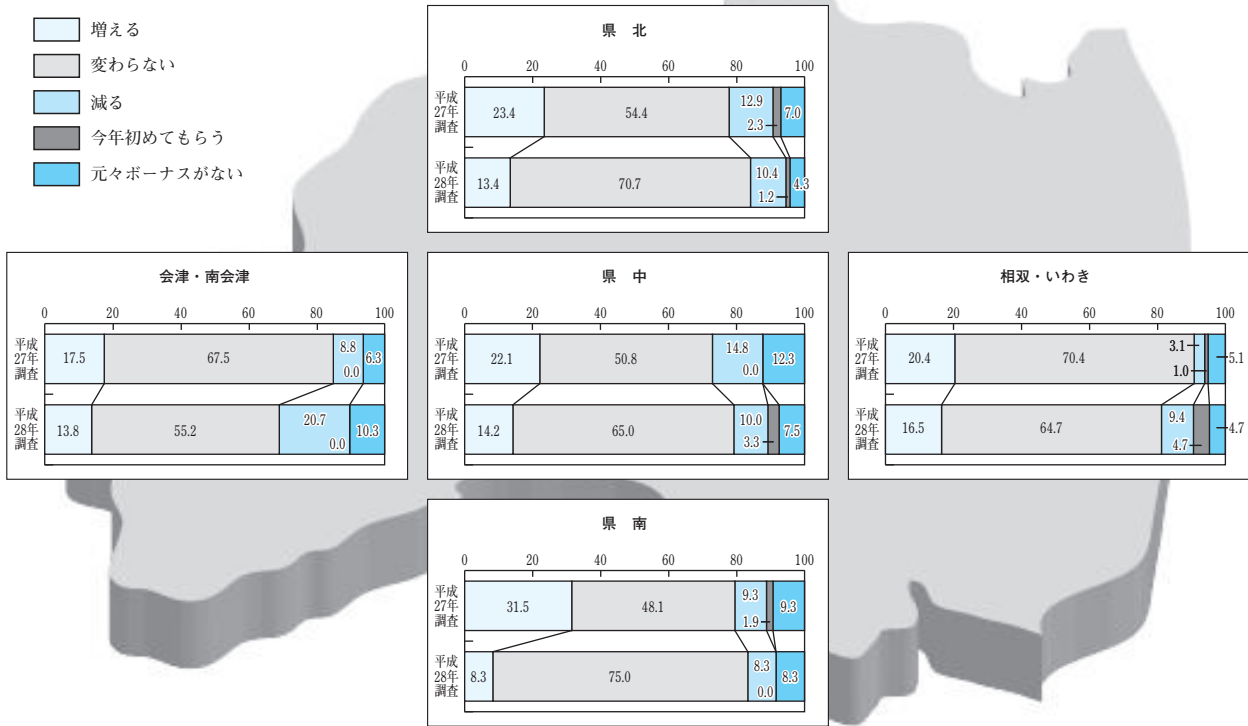 増える
変わらない
減る
今年初めてもらう
元々ボーナスがない
県 北
0 20 40 60 80 100
平成
27年
調査
23.4 54.4 12.9 2.3 7.0
平成
28年
調査
13.4 70.7 10.4 1.2 4.3
会津・南会津
0 20 40 60 80 100
平成
27年
調査
17.5 67.5 8.8 0.0 6.3
平成
28年
調査
13.8 55.2 20.7 0.0 10.3
県 中
0 20 40 60 80 100
平成
27年
調査
22.1 50.8 14.8 0.0 12.3
平成
28年
調査
14.2 65.0 10.0 3.3 7.5
相双・いわき
0 20 40 60 80 100
平成
27年
調査
20.4 70.4 3.1 1.0 5.1
平成
28年
調査
16.5 64.7 9.4 4.7 4.7
県 南
0 20 40 60 80 100
平成
27年
調査
31.5 48.1 9.3 1.9 9.3
平成
28年
調査
8.3 75.0 8.3 0.0 8.3